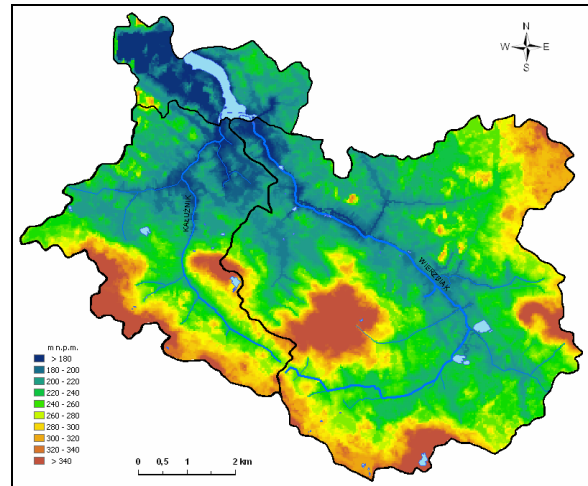 N
W E
S
KAŁUŻNIK
WIERZENIAK
m n.p.m.
> 180
180 - 200
200 - 220
220 - 240
240 - 260
260 - 280
280 - 300
300 - 320
320 - 340
> 340
0 0,5 1 2 km